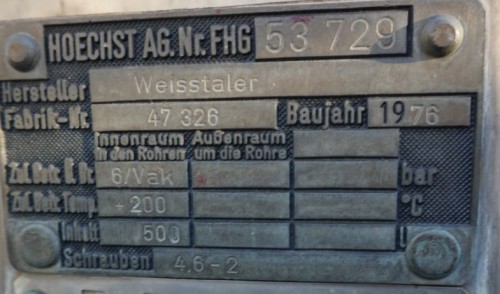 HOECHST AG. Nr. FHG 53 729
Hersteller Weisstaler
Fabrik-Nr. 47 326 Baujahr 1976
Innenraum Außenraum
in den Rohren um die Rohre
Zul. Betr. Ü. Dr. 6/Vak bar
Zul. Betr. Temp. +200 °C
Inhalt 500 l
Schrauben 4.6-2